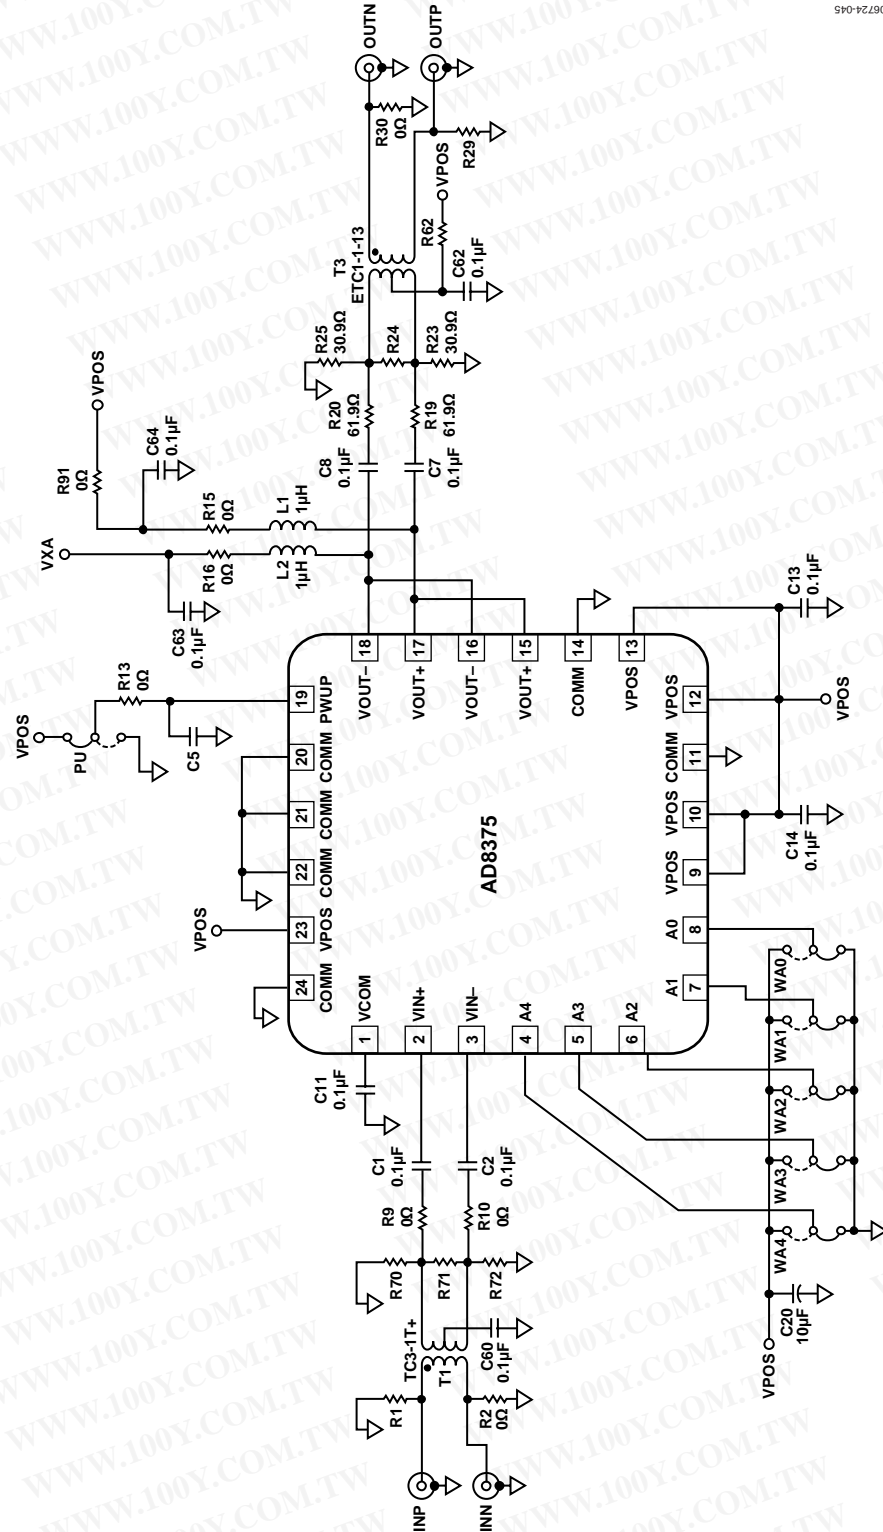 06724-045
OUTN
OUTP
R30
0Ω
R29
VPOS
R62
C62
0.1µF
T3
ETC1-1-13
R25
30.9Ω
R24
R23
30.9Ω
R20
61.9Ω
R19
61.9Ω
C8
0.1µF
C7
0.1µF
VPOS
R91
0Ω
C64
0.1µF
R15
0Ω
L1
1µH
VXA
R16
0Ω
L2
1µH
C63
0.1µF
VPOS
PU
R13
0Ω
C5
VPOS
18
VOUT–
17
VOUT+
16
VOUT–
15
VOUT+
14
COMM
13
VPOS
C13
0.1µF
19
PWUP
20
COMM
21
COMM
22
COMM
23
VPOS
24
COMM
AD8375
12
VPOS
11
COMM
10
VPOS
9
VPOS
8
A0
7
A1
VPOS
C14
0.1µF
1
VCOM
2
VIN+
3
VIN–
4
A4
5
A3
6
A2
C11
0.1µF
C1
0.1µF
C2
0.1µF
R9
0Ω
R10
0Ω
R70
R71
R72
TC3-1T+
T1
C60
0.1µF
R1
R2
0Ω
INP
INN
WA0
WA1
WA2
WA3
WA4
VPOS
C20
10µF
WWW.100Y.COM.TW